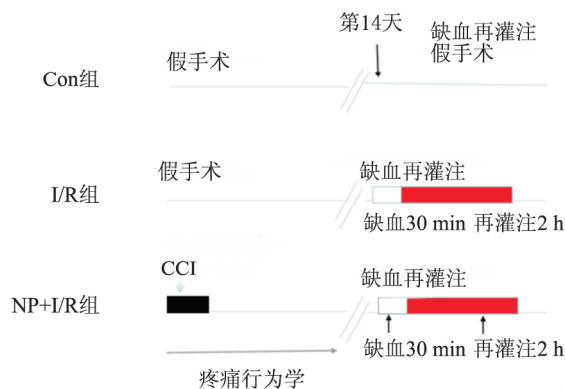 第14天
缺血再灌注
假手术
假手术
Con组
假手术
缺血再灌注
I/R组
缺血30 min 再灌注2 h
CCI
缺血再灌注
NP+I/R组
缺血30 min 再灌注2 h
疼痛行为学